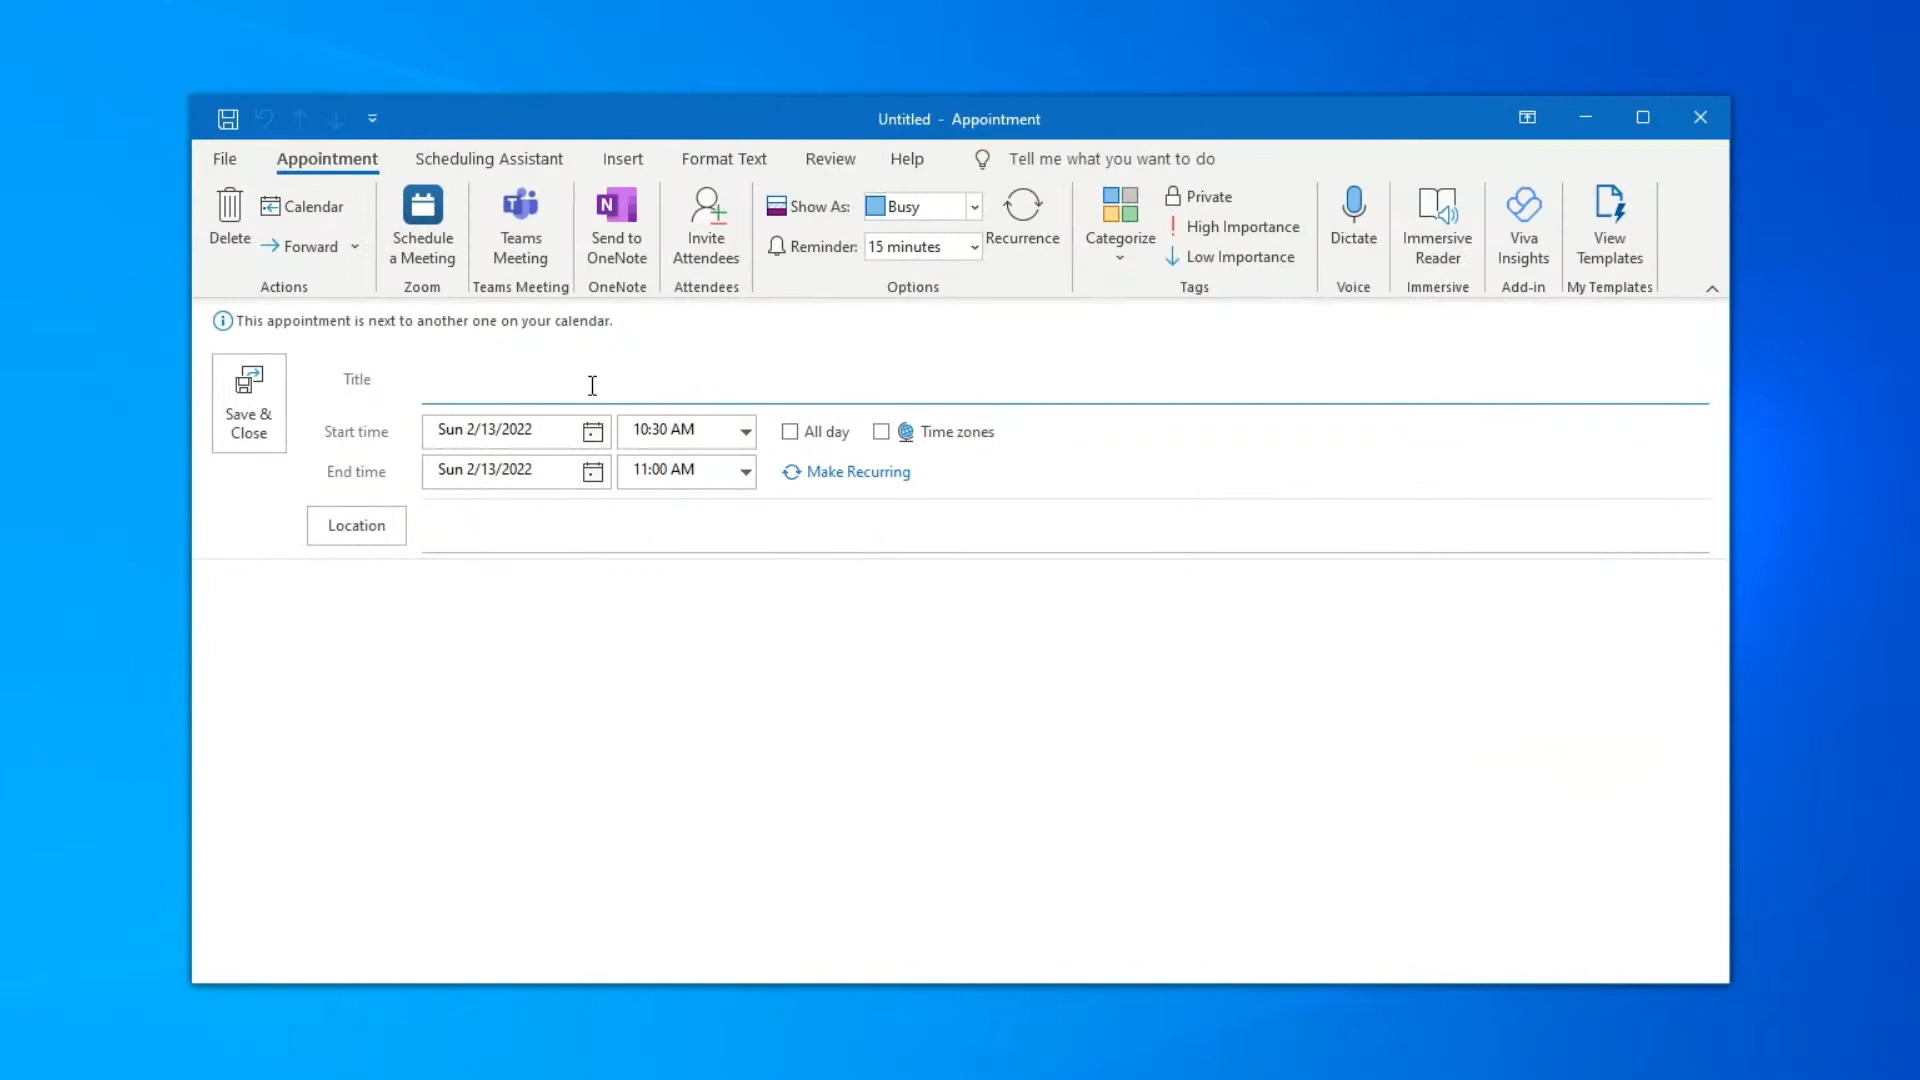 Untitled - Appointment
File Appointment Scheduling Assistant Insert Format Text Review Help Tell me what you want to do
Delete
Calendar
Forward
Actions
Schedule
a Meeting
Zoom
Teams
Meeting
Teams Meeting
N
Send to
OneNote
OneNote
Invite
Attendees
Attendees
Show As: Busy
Reminder: 15 minutes
Recurrence
Options
Categorize
Private
High Importance
Low Importance
Tags
Dictate
Voice
Immersive
Reader
Immersive
Viva
Insights
Add-in
View
Templates
My Templates
This appointment is next to another one on your calendar.
Save &
Close
Title
Start time Sun 2/13/2022 10:30 AM All day Time zones
End time Sun 2/13/2022 11:00 AM Make Recurring
Location